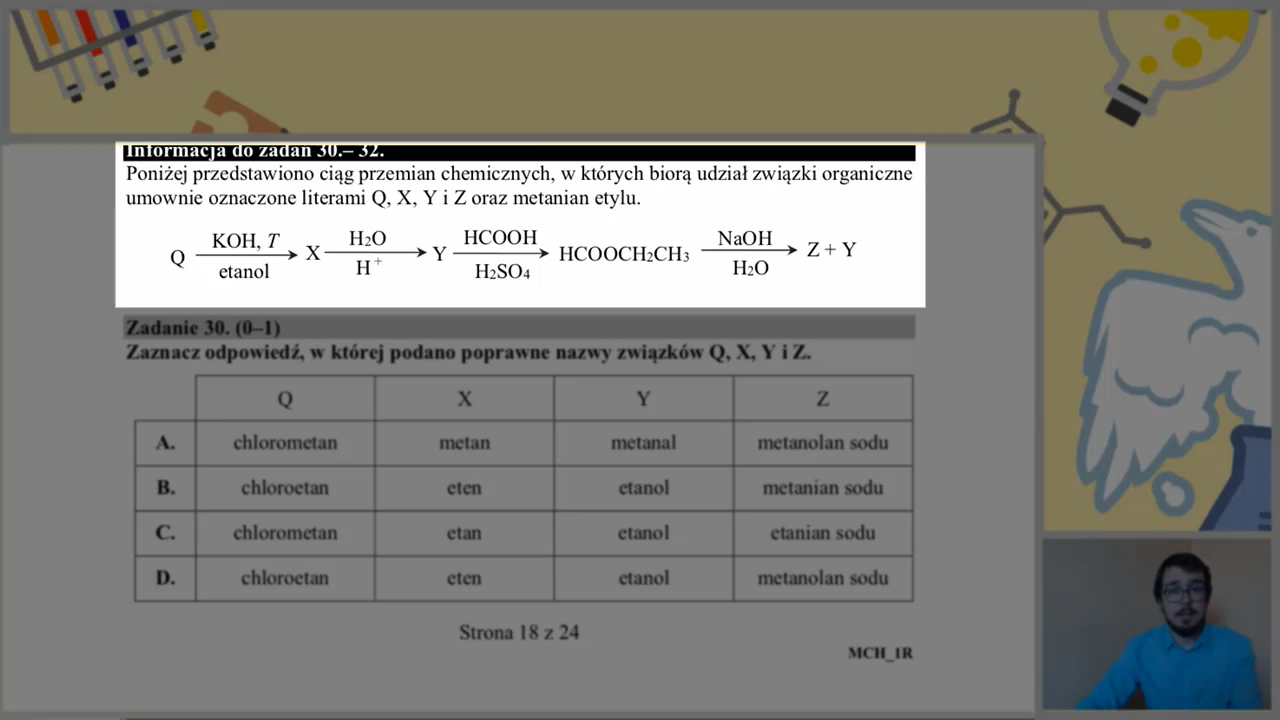 Informacja do zadań 30.– 32.
Poniżej przedstawiono ciąg przemian chemicznych, w których biorą udział związki organiczne
umownie oznaczone literami Q, X, Y i Z oraz metanian etylu.
KOH, T H₂O HCOOH NaOH
Q X Y HCOOCH₂CH₃ Z + Y
etanol H⁺ H₂SO₄ H₂O
Zadanie 30. (0–1)
Zaznacz odpowiedź, w której podano poprawne nazwy związków Q, X, Y i Z.
Q X Y Z
A. chlorometan metan metanal metanolan sodu
B. chloroetan eten etanol metanian sodu
C. chlorometan etan etanol etanian sodu
D. chloroetan eten etanol metanolan sodu
Strona 18 z 24
MCH_1R